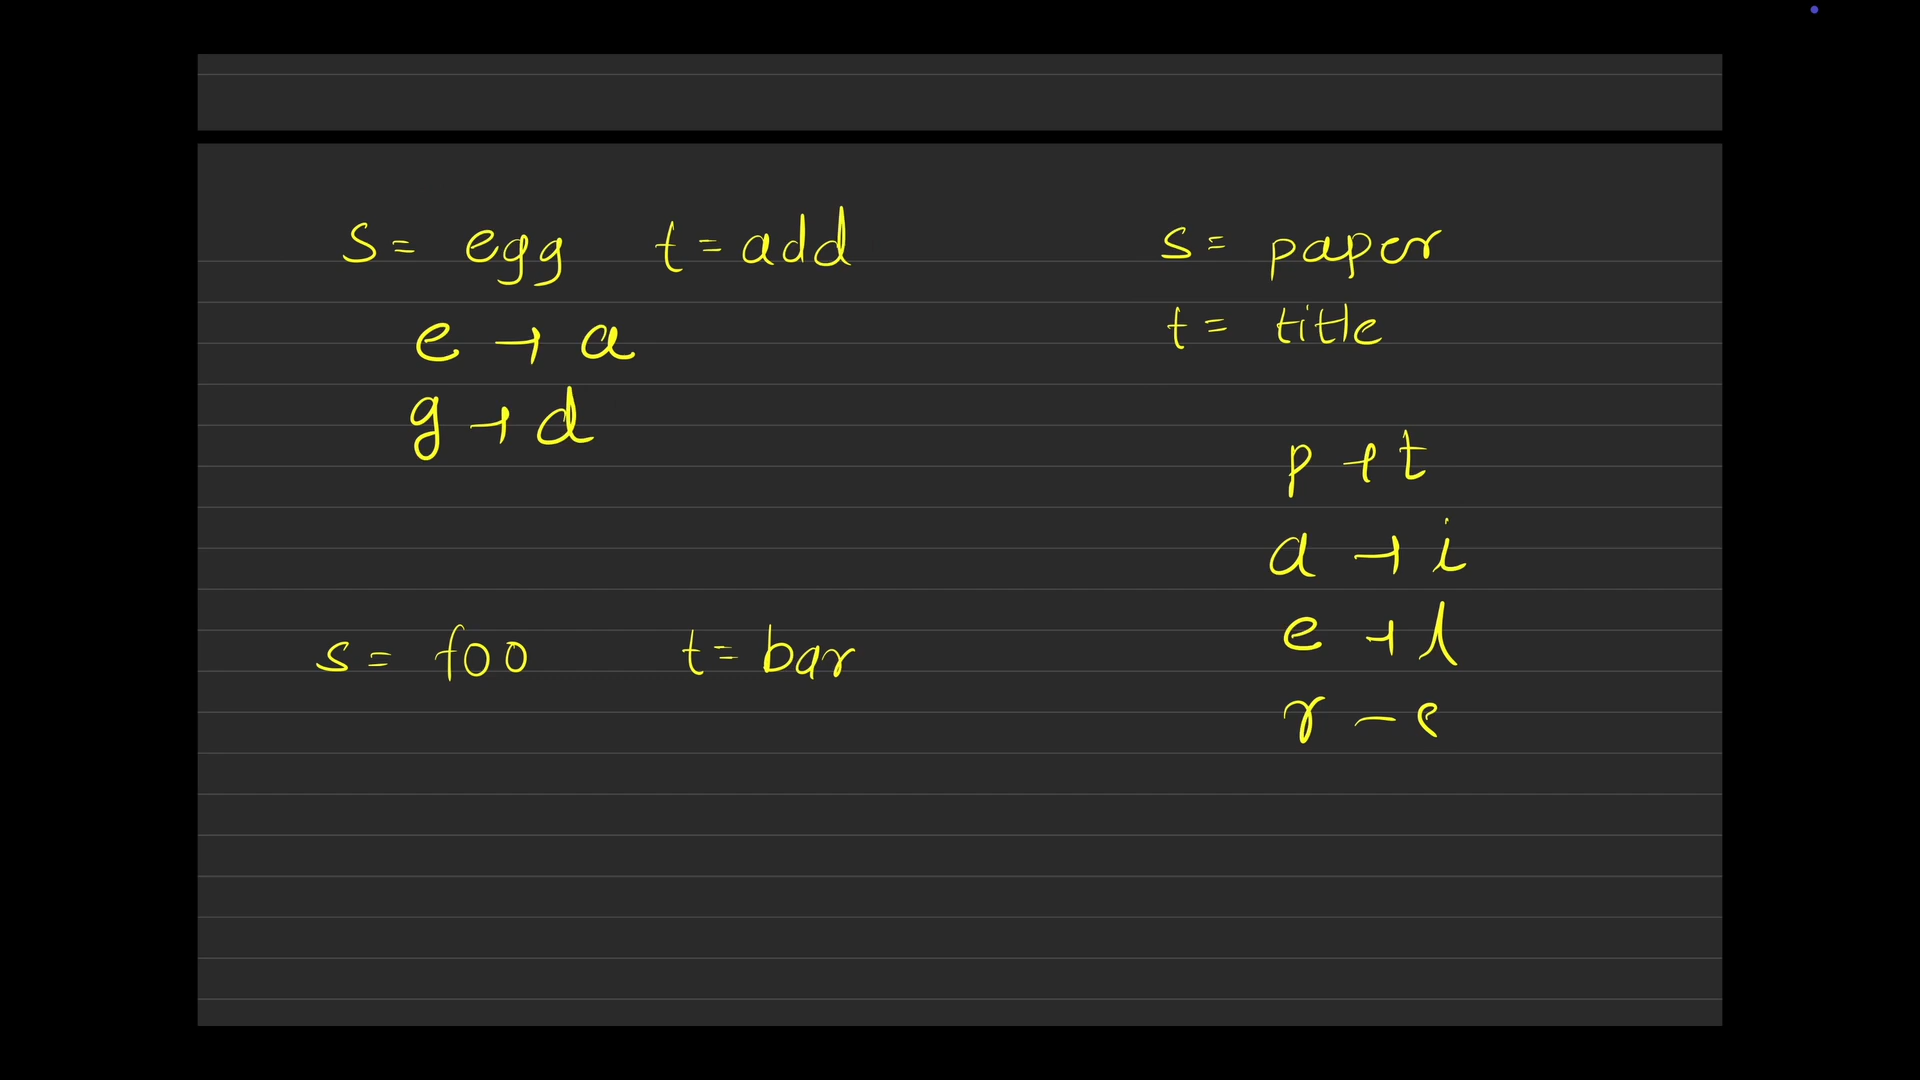 s= egg t=add
e → a
g → d
s= foo t=bar
s= paper
t= title
p → t
a → i
e → l
r – e